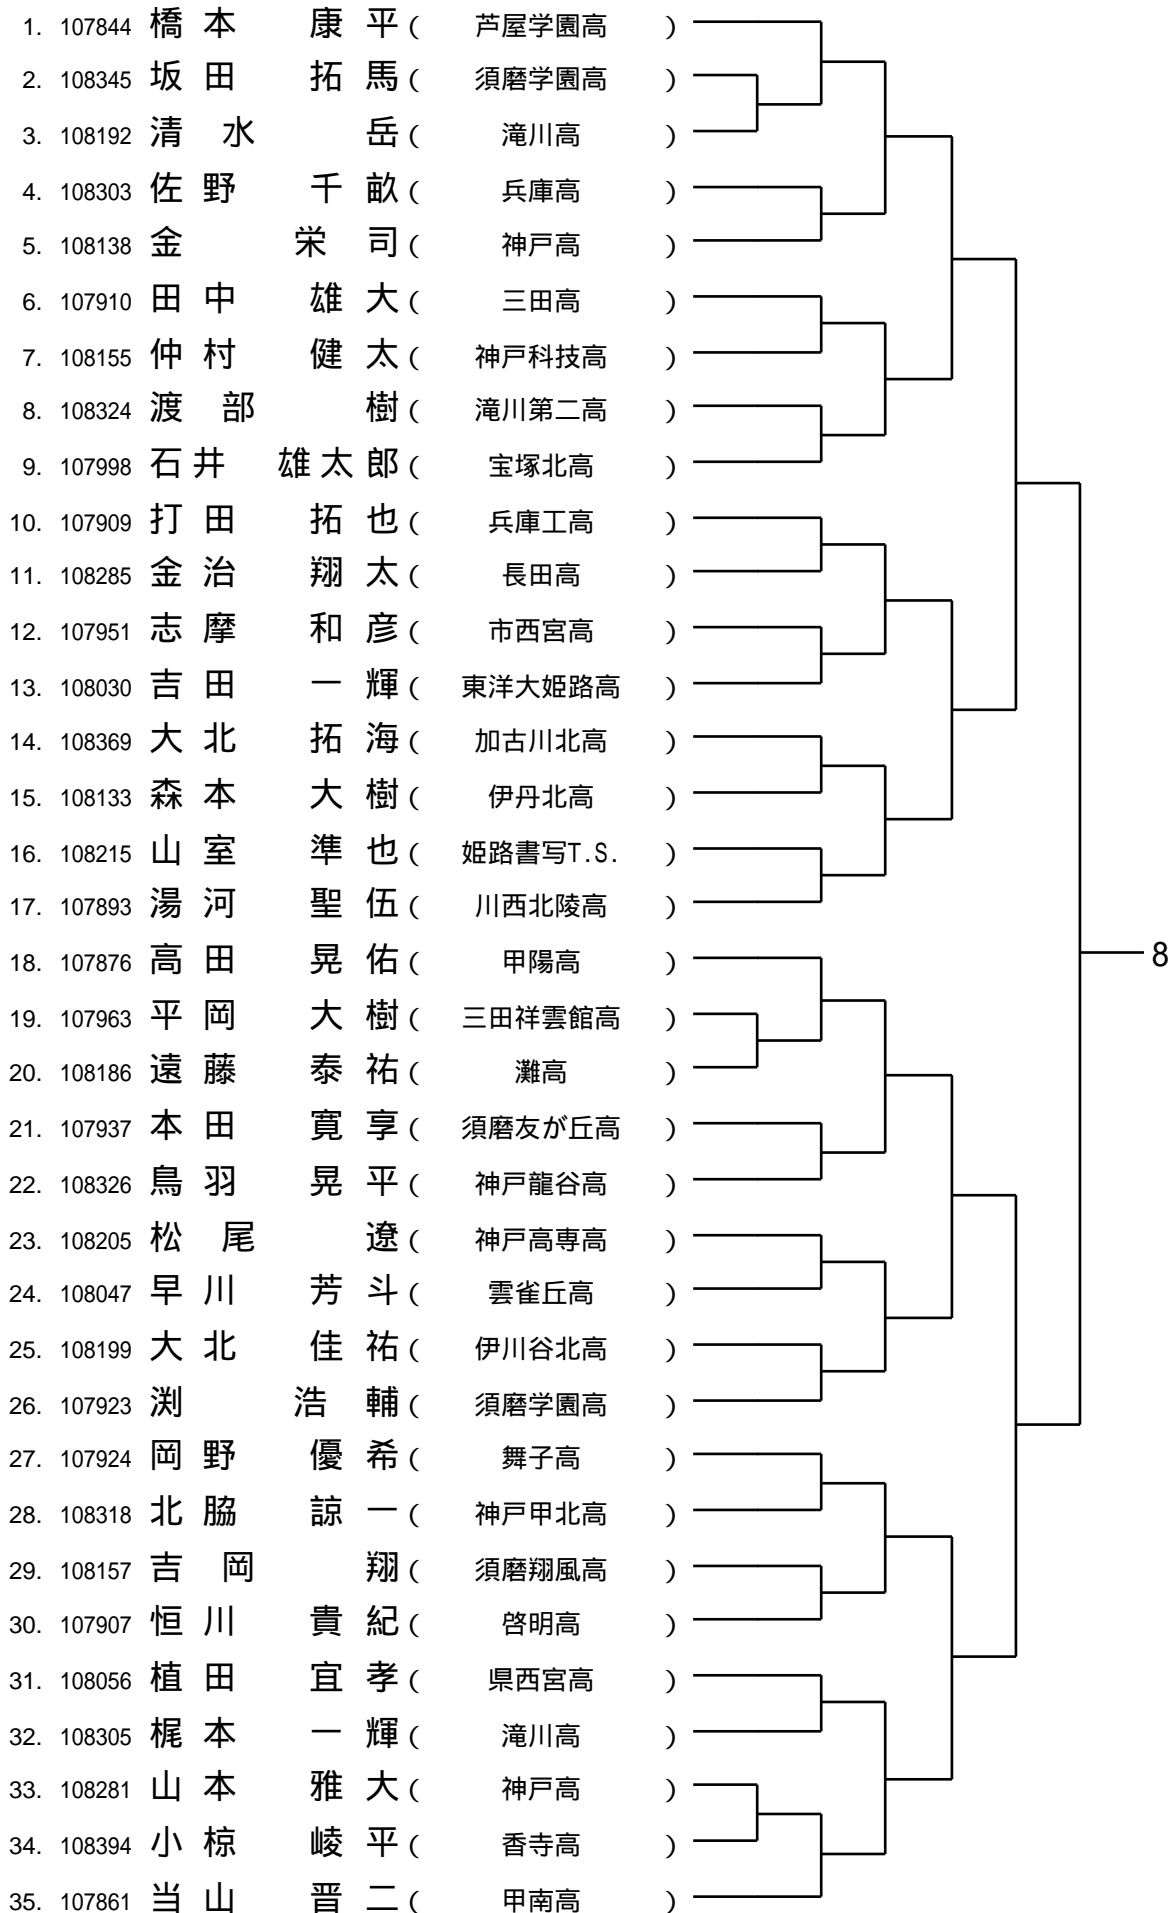 1. 107844 橋本 康平 ( 芦屋学園高 )
2. 108345 坂田 拓馬 ( 須磨学園高 )
3. 108192 清水 岳 ( 滝川高 )
4. 108303 佐野 千畝 ( 兵庫高 )
5. 108138 金 栄司 ( 神戸高 )
6. 107910 田中 雄大 ( 三田高 )
7. 108155 仲村 健太 ( 神戸科技高 )
8. 108324 渡部 樹 ( 滝川第二高 )
9. 107998 石井 雄太郎 ( 宝塚北高 )
10. 107909 打田 拓也 ( 兵庫工高 )
11. 108285 金治 翔太 ( 長田高 )
12. 107951 志摩 和彦 ( 市西宮高 )
13. 108030 吉田 一輝 ( 東洋大姫路高 )
14. 108369 大北 拓海 ( 加古川北高 )
15. 108133 森本 大樹 ( 伊丹北高 )
16. 108215 山室 準也 ( 姫路書写T.S. )
17. 107893 湯河 聖伍 ( 川西北陵高 )
18. 107876 高田 晃佑 ( 甲陽高 )
8
19. 107963 平岡 大樹 ( 三田祥雲館高 )
20. 108186 遠藤 泰祐 ( 灘高 )
21. 107937 本田 寛享 ( 須磨友が丘高 )
22. 108326 鳥羽 晃平 ( 神戸龍谷高 )
23. 108205 松尾 遼 ( 神戸高専高 )
24. 108047 早川 芳斗 ( 雲雀丘高 )
25. 108199 大北 佳祐 ( 伊川谷北高 )
26. 107923 渕 浩輔 ( 須磨学園高 )
27. 107924 岡野 優希 ( 舞子高 )
28. 108318 北脇 諒一 ( 神戸甲北高 )
29. 108157 吉岡 翔 ( 須磨翔風高 )
30. 107907 恒川 貴紀 ( 啓明高 )
31. 108056 植田 宜孝 ( 県西宮高 )
32. 108305 梶本 一輝 ( 滝川高 )
33. 108281 山本 雅大 ( 神戸高 )
34. 108394 小椋 崚平 ( 香寺高 )
35. 107861 当山 晋二 ( 甲南高 )